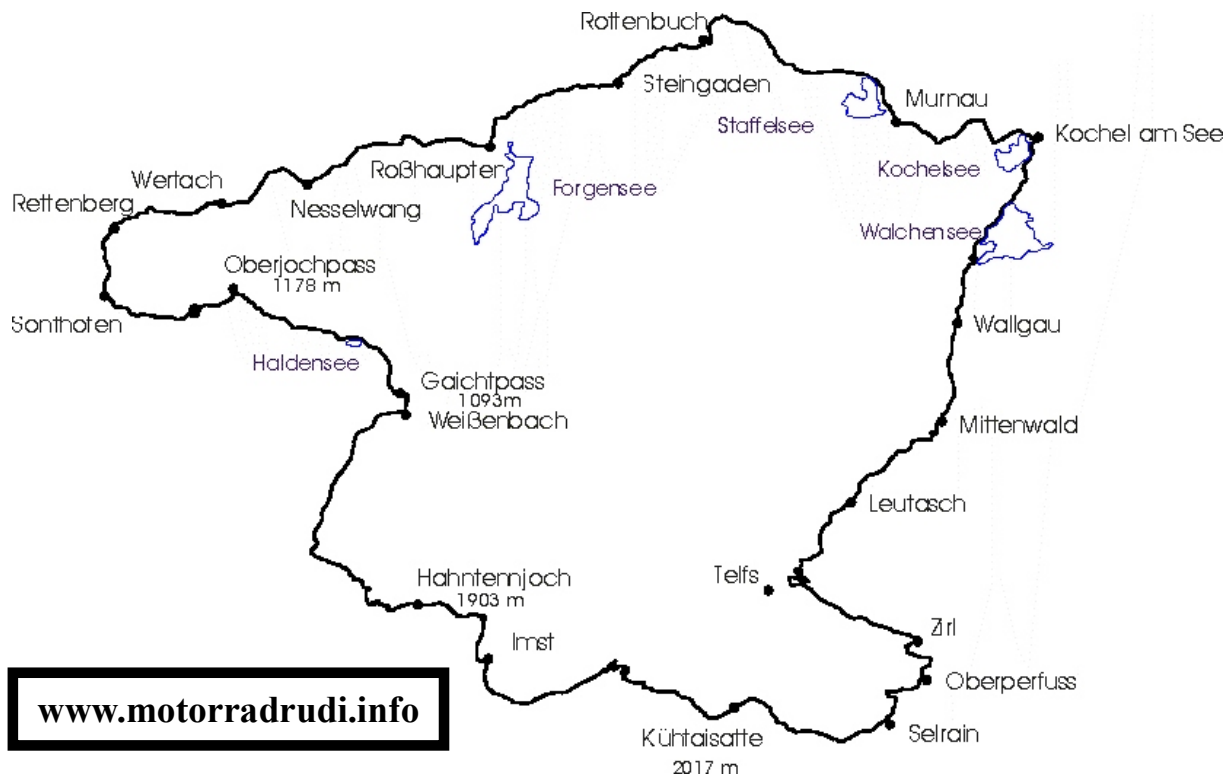 Rottenbuch
Steingaden
Murnau
Staffelsee
Kochel am See
Kochelsee
Roßhaupten
Forgensee
Wertach
Nesselwang
Rettenberg
Walchensee
Oberjochpass
1178 m
Sonthofen
Wallgau
Haldensee
Gaichtpass
1093m
Weißenbach
Mittenwald
Leutasch
Telfs
Hahntennjoch
1903 m
Zirl
Imst
Oberperfuss
www.motorradrudi.info
Selrain
Kühtaisatte
2017 m